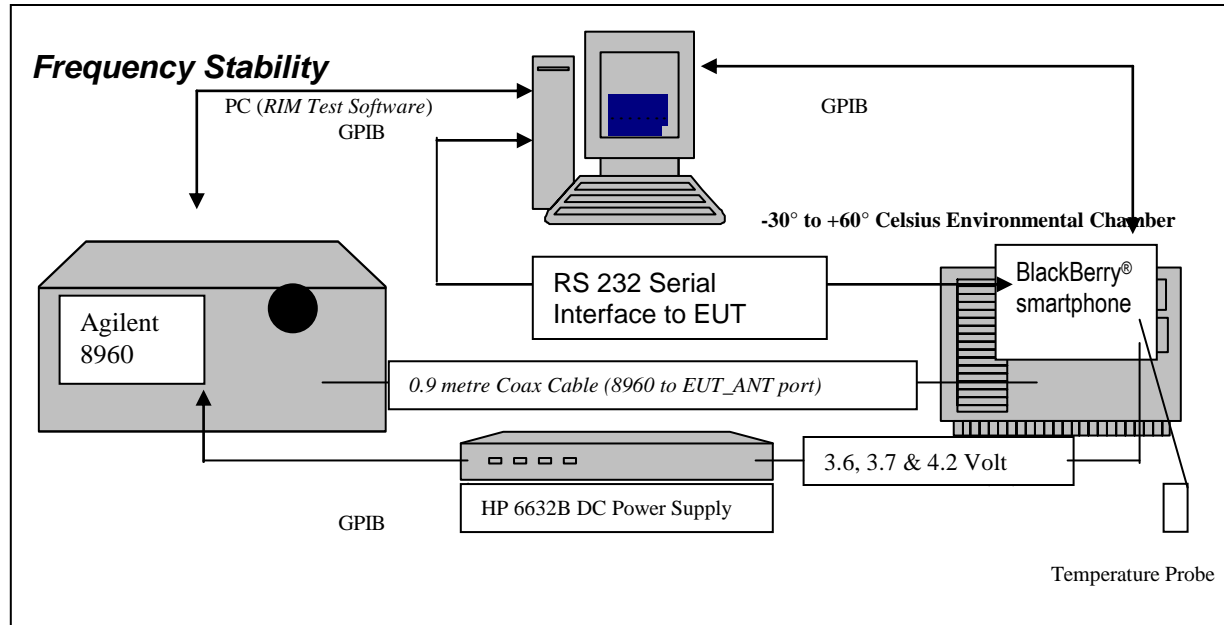 Frequency Stability
PC (RIM Test Software)
GPIB
GPIB
-30° to +60° Celsius Environmental Chamber
RS 232 Serial
Interface to EUT
BlackBerry®
smartphone
Agilent
8960
0.9 metre Coax Cable (8960 to EUT_ANT port)
3.6, 3.7 & 4.2 Volt
HP 6632B DC Power Supply
GPIB
Temperature Probe